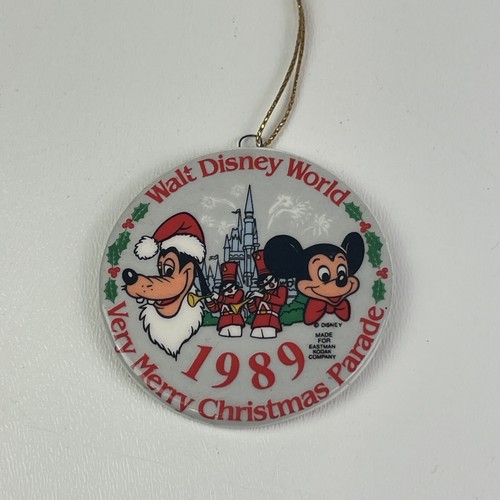 Walt Disney World
© DISNEY
MADE
FOR
EASTMAN
KODAK
COMPANY
1989
Very Merry Christmas Parade